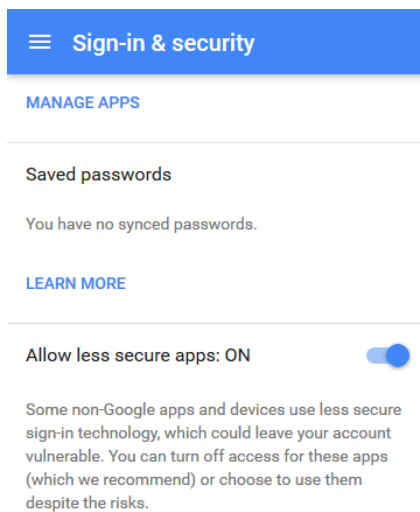 Sign-in & security
MANAGE APPS
Saved passwords
You have no synced passwords.
LEARN MORE
Allow less secure apps: ON
Some non-Google apps and devices use less secure
sign-in technology, which could leave your account
vulnerable. You can turn off access for these apps
(which we recommend) or choose to use them
despite the risks.